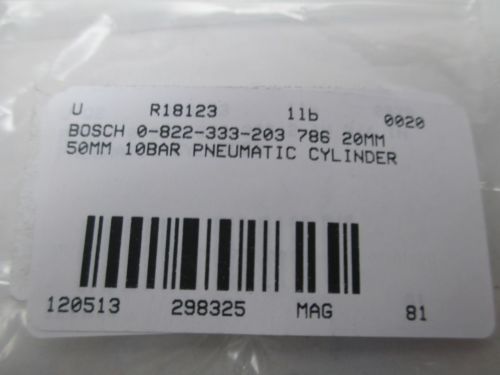 U R18123 1lb 0020
BOSCH 0-822-333-203 786 20MM
50MM 10BAR PNEUMATIC CYLINDER
120513 298325 MAG 81